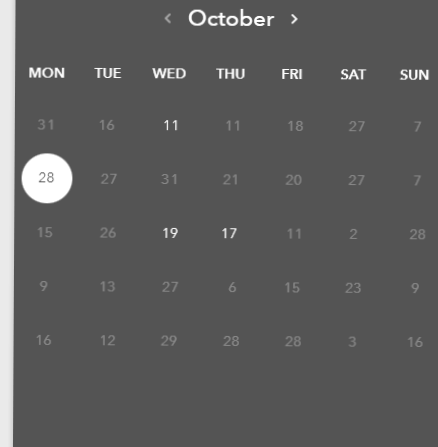 ‹ October ›
MON TUE WED THU FRI SAT SUN
31 16 11 11 18 27 7
28 27 31 21 20 27 7
15 26 19 17 11 2 28
9 13 27 6 15 23 9
16 12 29 28 28 3 16